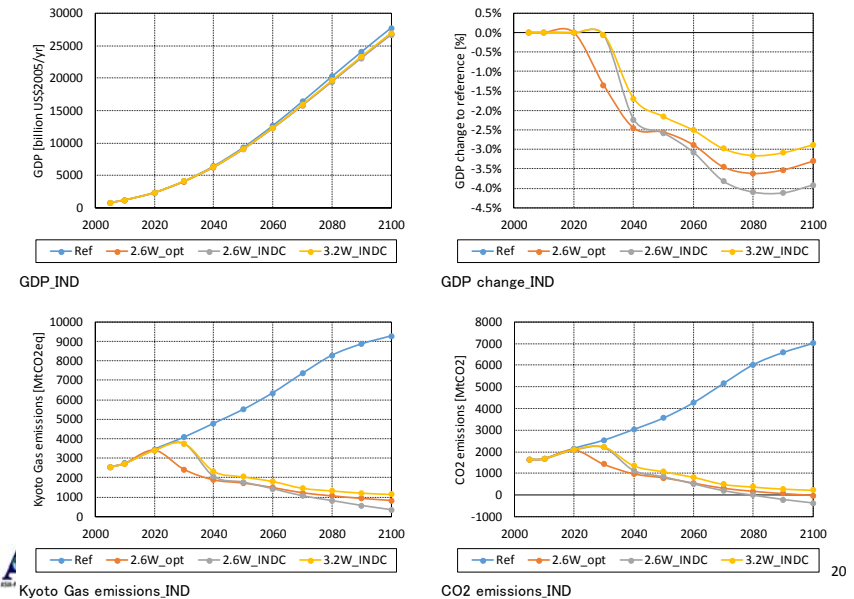 30000
25000
20000
15000
10000
5000
0
GDP [billion US$2005/yr]
2000 2020 2040 2060 2080 2100
Ref 2.6W_opt 2.6W_INDC 3.2W_INDC
GDP_IND
0.5%
0.0%
-0.5%
-1.0%
-1.5%
-2.0%
-2.5%
-3.0%
-3.5%
-4.0%
-4.5%
GDP change to reference [%]
2000 2020 2040 2060 2080 2100
Ref 2.6W_opt 2.6W_INDC 3.2W_INDC
GDP change_IND
10000
9000
8000
7000
6000
5000
4000
3000
2000
1000
0
Kyoto Gas emissions [MtCO2eq]
2000 2020 2040 2060 2080 2100
Ref 2.6W_opt 2.6W_INDC 3.2W_INDC
Kyoto Gas emissions_IND
8000
7000
6000
5000
4000
3000
2000
1000
0
-1000
CO2 emissions [MtCO2]
2000 2020 2040 2060 2080 2100
Ref 2.6W_opt 2.6W_INDC 3.2W_INDC
CO2 emissions_IND
20